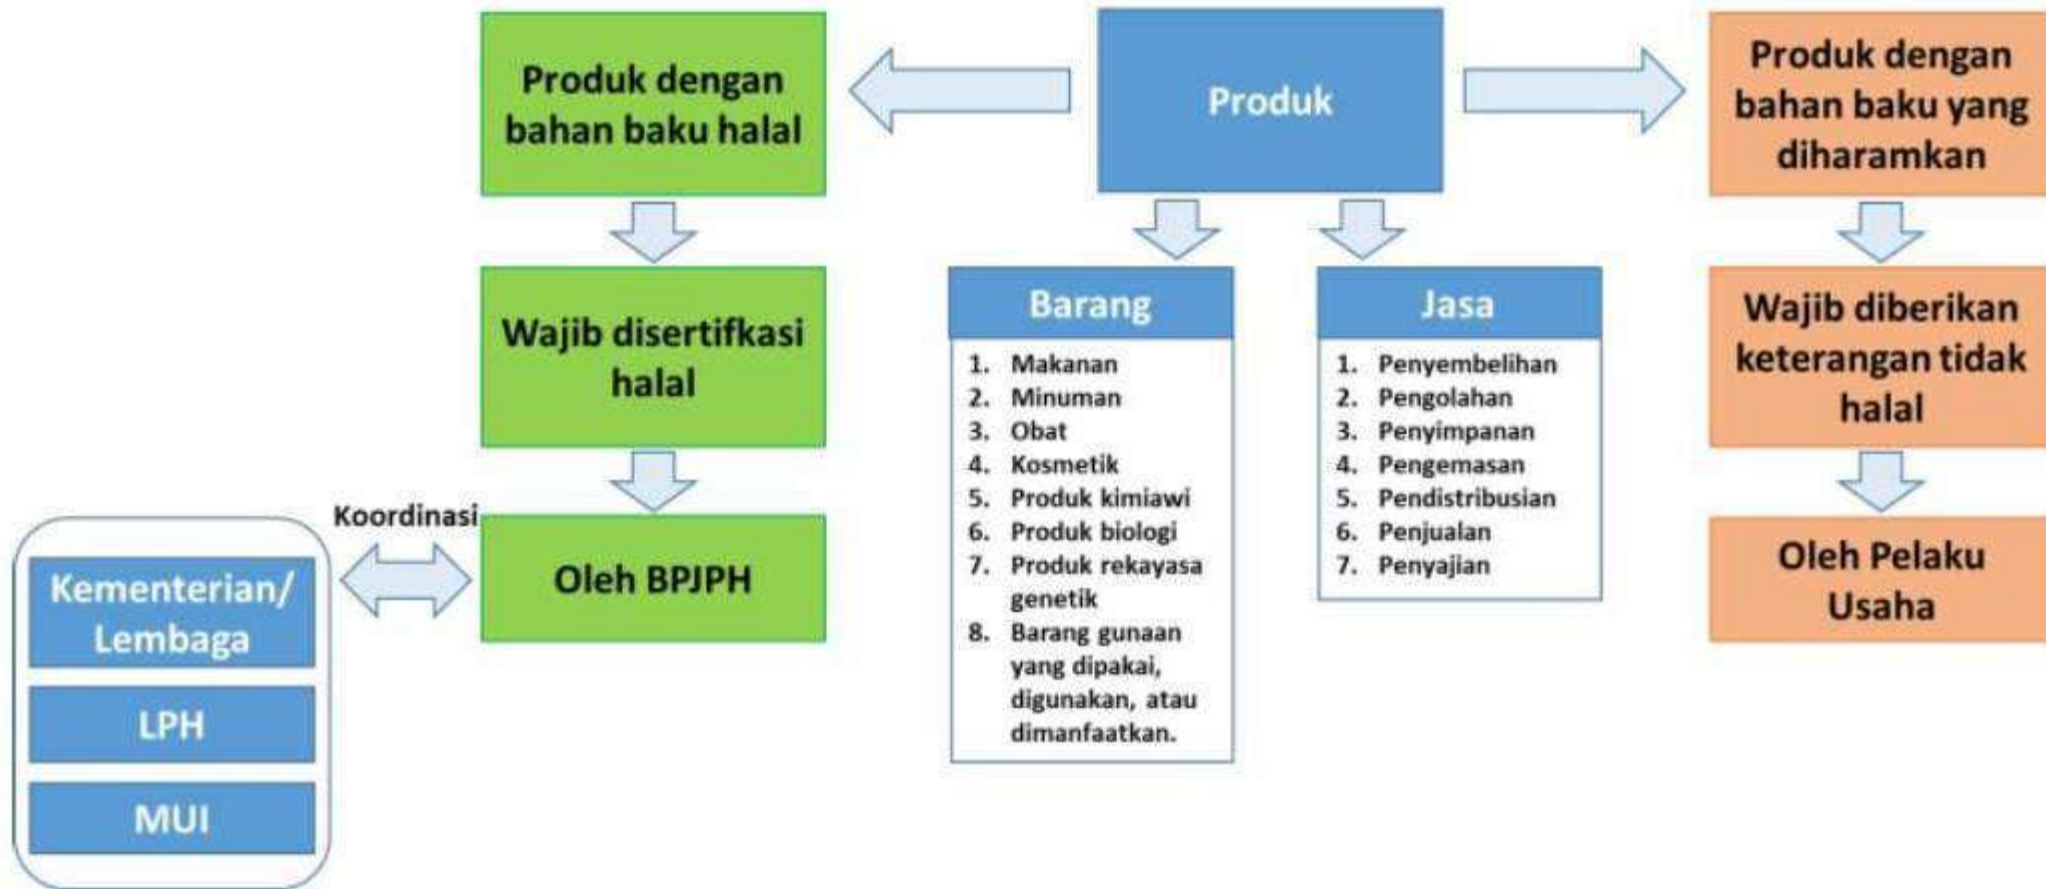 Produk dengan
bahan baku halal
Produk
Produk dengan
bahan baku yang
diharamkan
Wajib disertifkasi
halal
Barang
1. Makanan
2. Minuman
3. Obat
4. Kosmetik
5. Produk kimiawi
6. Produk biologi
7. Produk rekayasa
genetik
8. Barang gunaan
yang dipakai,
digunakan, atau
dimanfaatkan.
Jasa
1. Penyembelihan
2. Pengolahan
3. Penyimpanan
4. Pengemasan
5. Pendistribusian
6. Penjualan
7. Penyajian
Wajib diberikan
keterangan tidak
halal
Koordinasi
Oleh BPJPH
Oleh Pelaku
Usaha
Kementerian/
Lembaga
LPH
MUI